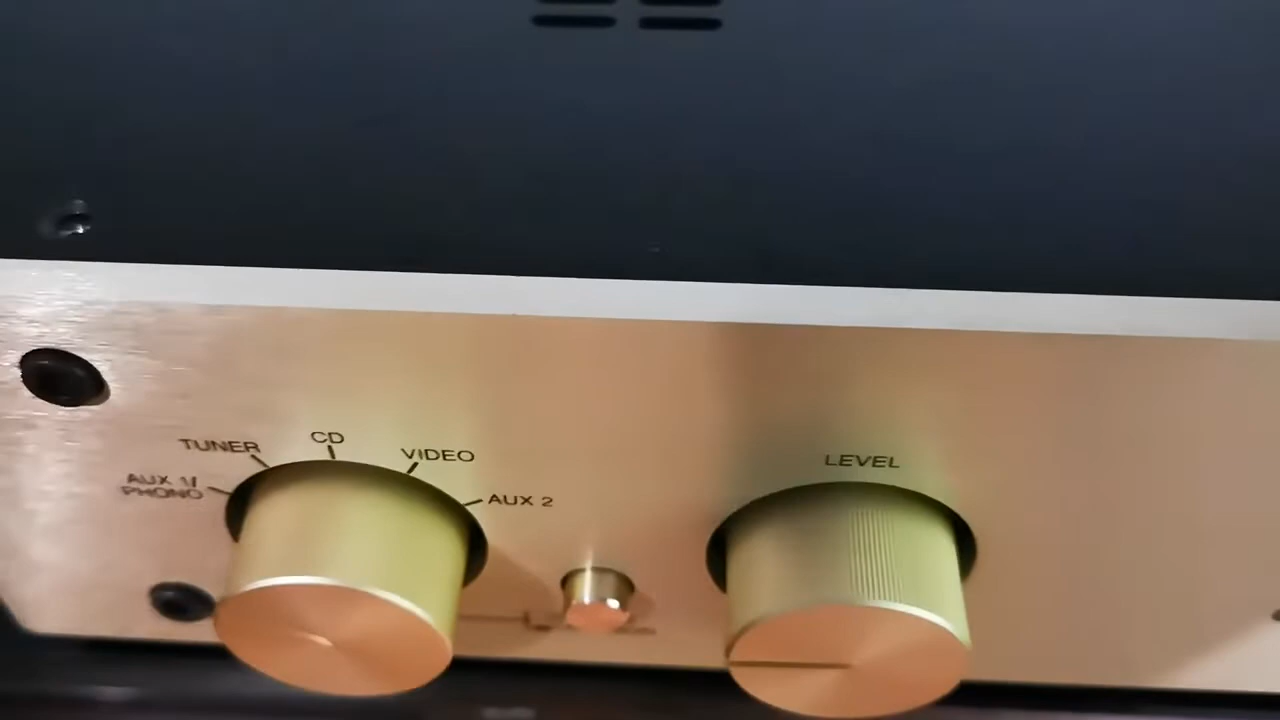 TUNER
CD
VIDEO
AUX 1/
PHONO
AUX 2
LEVEL